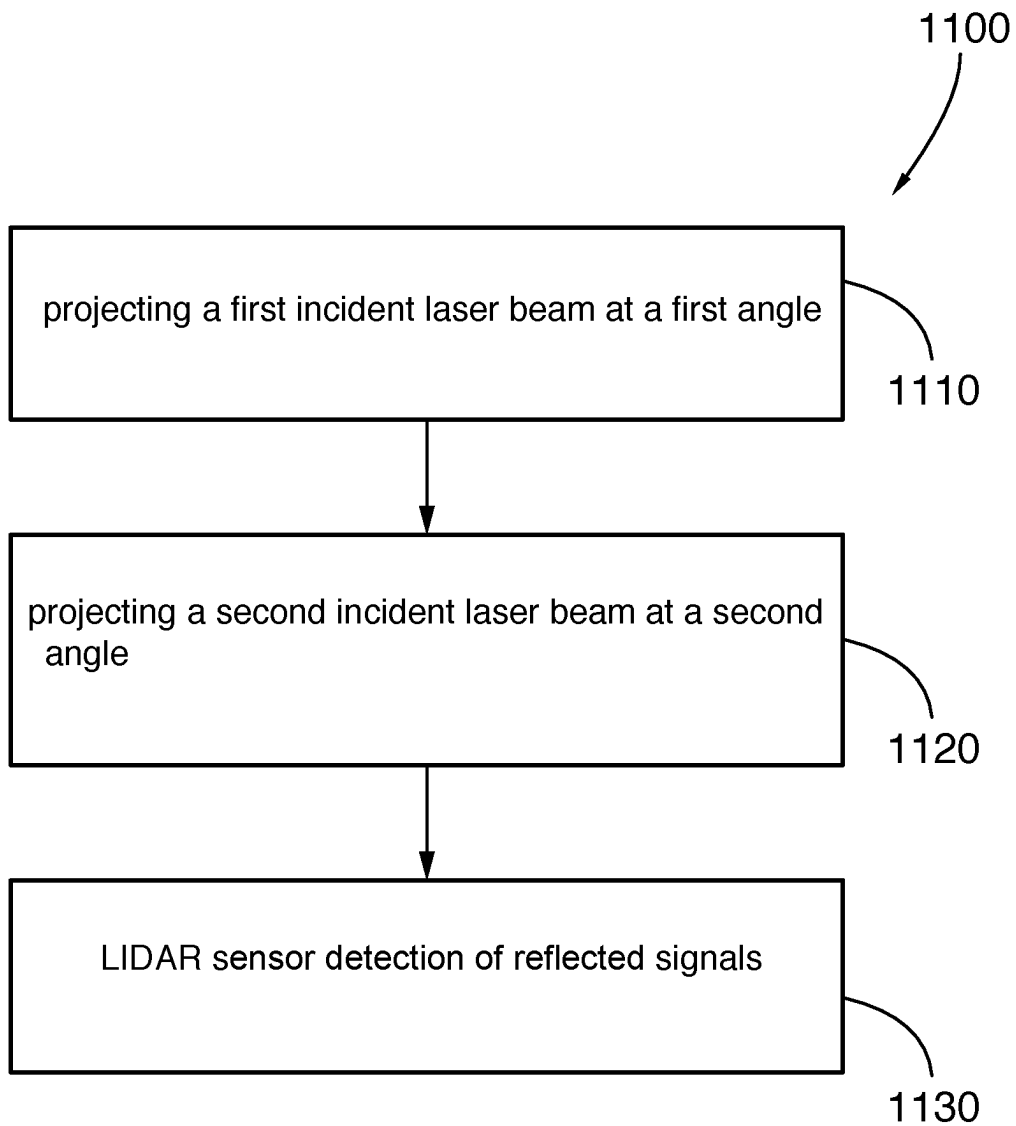 1100
projecting a first incident laser beam at a first angle
1110
projecting a second incident laser beam at a second
angle
1120
LIDAR sensor detection of reflected signals
1130